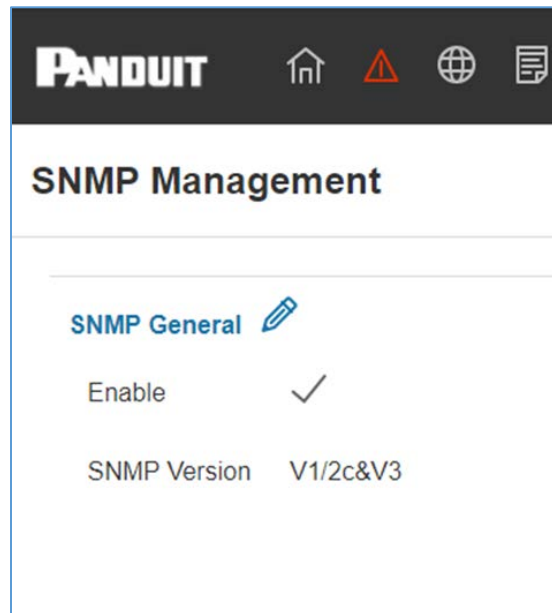 PANDUIT
SNMP Management
SNMP General
Enable
SNMP Version V1/2c&V3